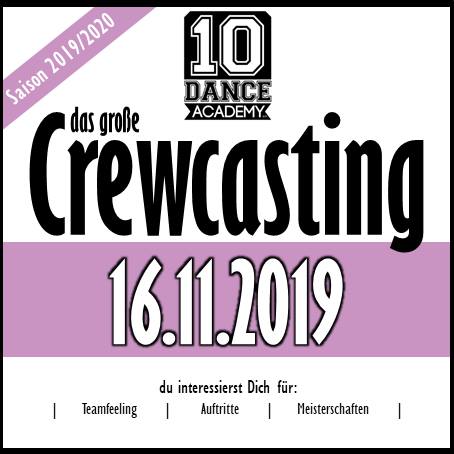 Saison 2019/2020
10
DANCE
ACADEMY.
das große
Crewcasting
16.11.2019
du interessierst Dich für:
| Teamfeeling | Auftritte | Meisterschaften |